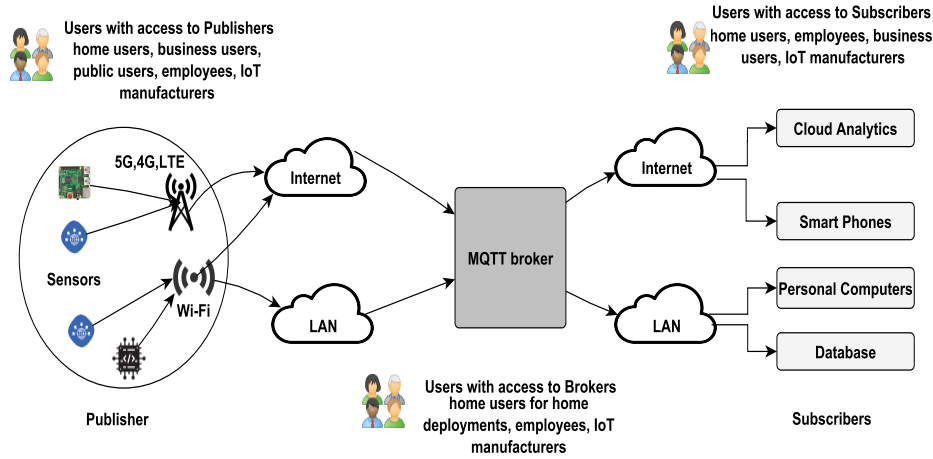 Users with access to Publishers
home users, business users,
public users, employees, IoT
manufacturers
Users with access to Subscribers
home users, employees, business
users, IoT manufacturers
5G,4G,LTE
Sensors
Wi-Fi
Publisher
Internet
LAN
MQTT broker
Internet
LAN
Cloud Analytics
Smart Phones
Personal Computers
Database
Users with access to Brokers
home users for home
deployments, employees, IoT
manufacturers
Subscribers